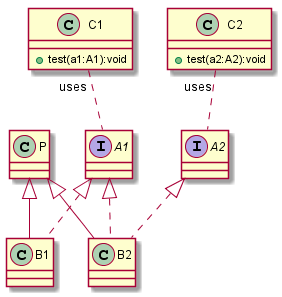 C C1
test(a1:A1):void
C C2
test(a2:A2):void
uses
uses
C P
I A1
I A2
C B1
C B2